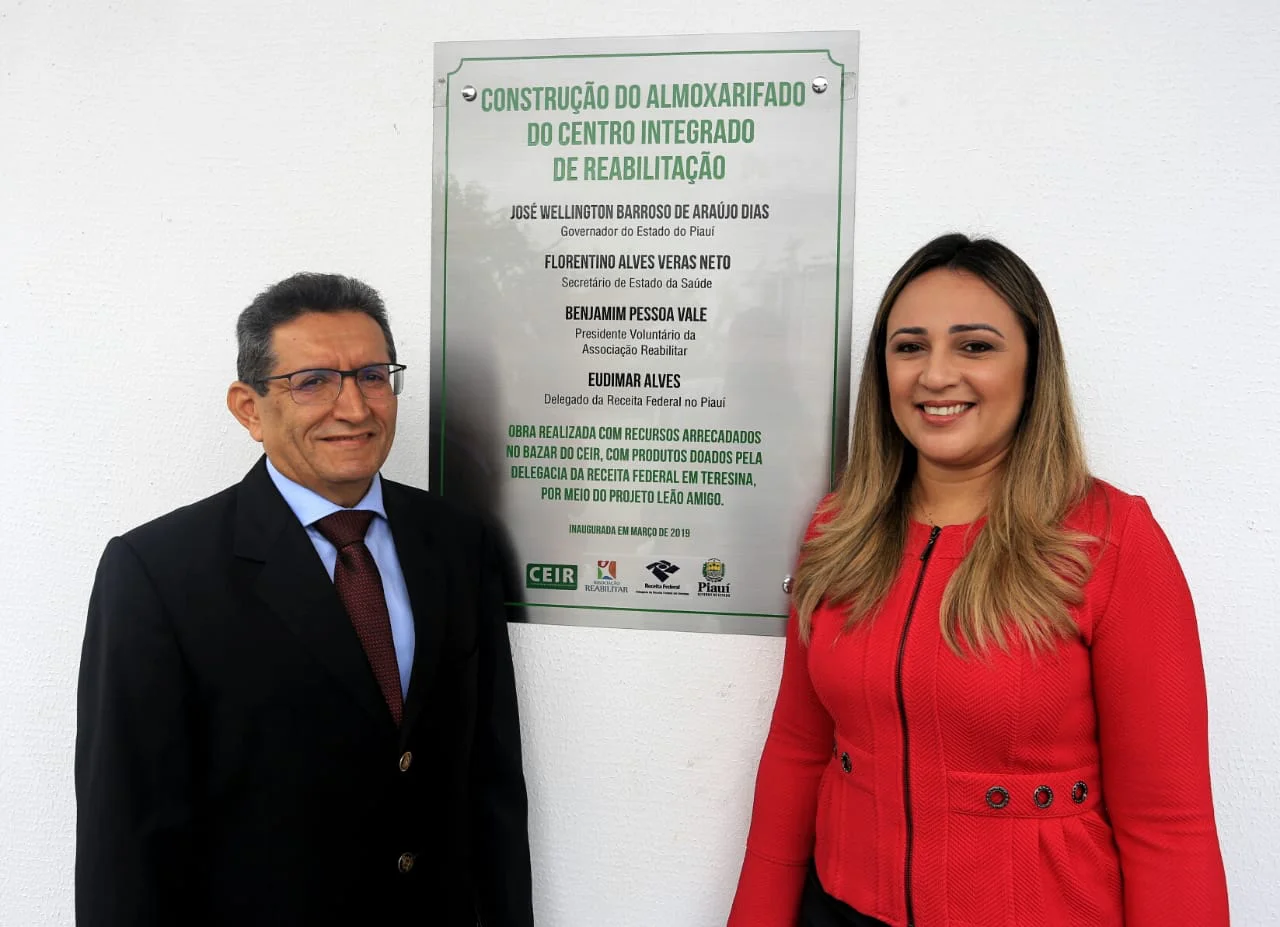 CONSTRUÇÃO DO ALMOXARIFADO
DO CENTRO INTEGRADO
DE REABILITAÇÃO
JOSÉ WELLINGTON BARROSO DE ARAÚJO DIAS
Governador do Estado do Piauí
FLORENTINO ALVES VERAS NETO
Secretário de Estado da Saúde
BENJAMIM PESSOA VALE
Presidente Voluntário da
Associação Reabilitar
EUDIMAR ALVES
Delegado da Receita Federal no Piauí
OBRA REALIZADA COM RECURSOS ARRECADADOS
NO BAZAR DO CEIR, COM PRODUTOS DOADOS PELA
DELEGACIA DA RECEITA FEDERAL EM TERESINA,
POR MEIO DO PROJETO LEÃO AMIGO.
INAUGURADA EM MARÇO DE 2019
CEIR
ASSOCIAÇÃO
REABILITAR
Receita Federal
Piauí